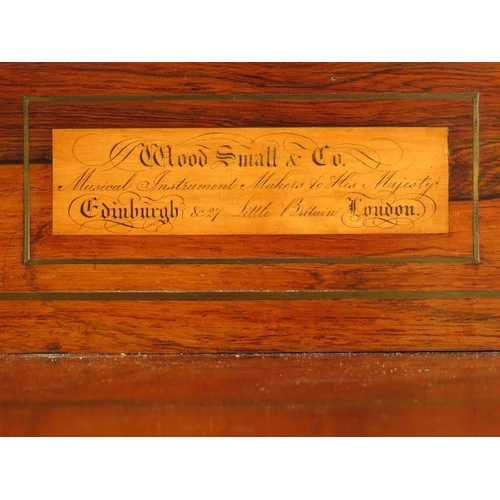 Wood Small & Co.
Musical Instrument Makers to His Majesty,
Edinburgh & 27 Little Britain London.